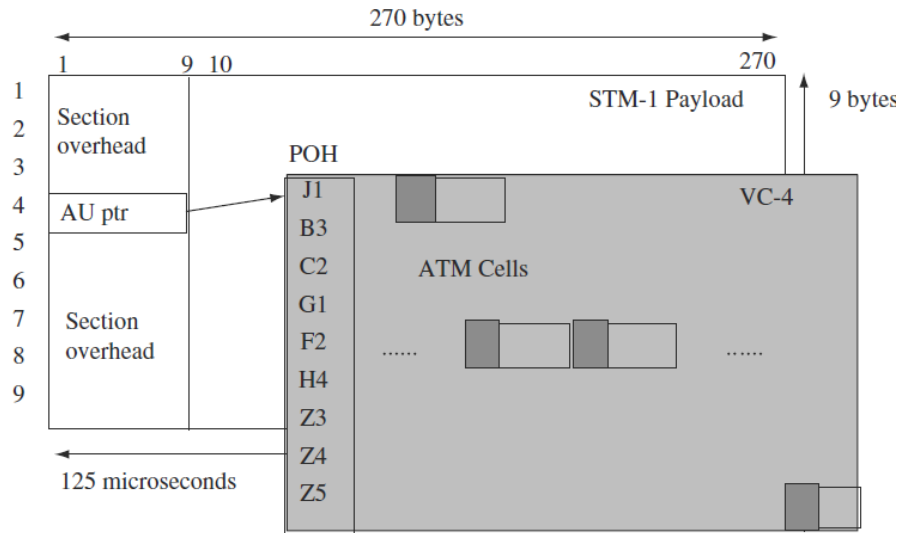 270 bytes
1
9 10
270
1
2
3
4
5
6
7
8
9
Section
overhead
AU ptr
Section
overhead
STM-1 Payload
9 bytes
POH
J1
B3
C2
G1
F2
H4
Z3
Z4
Z5
VC-4
ATM Cells
......
......
125 microseconds